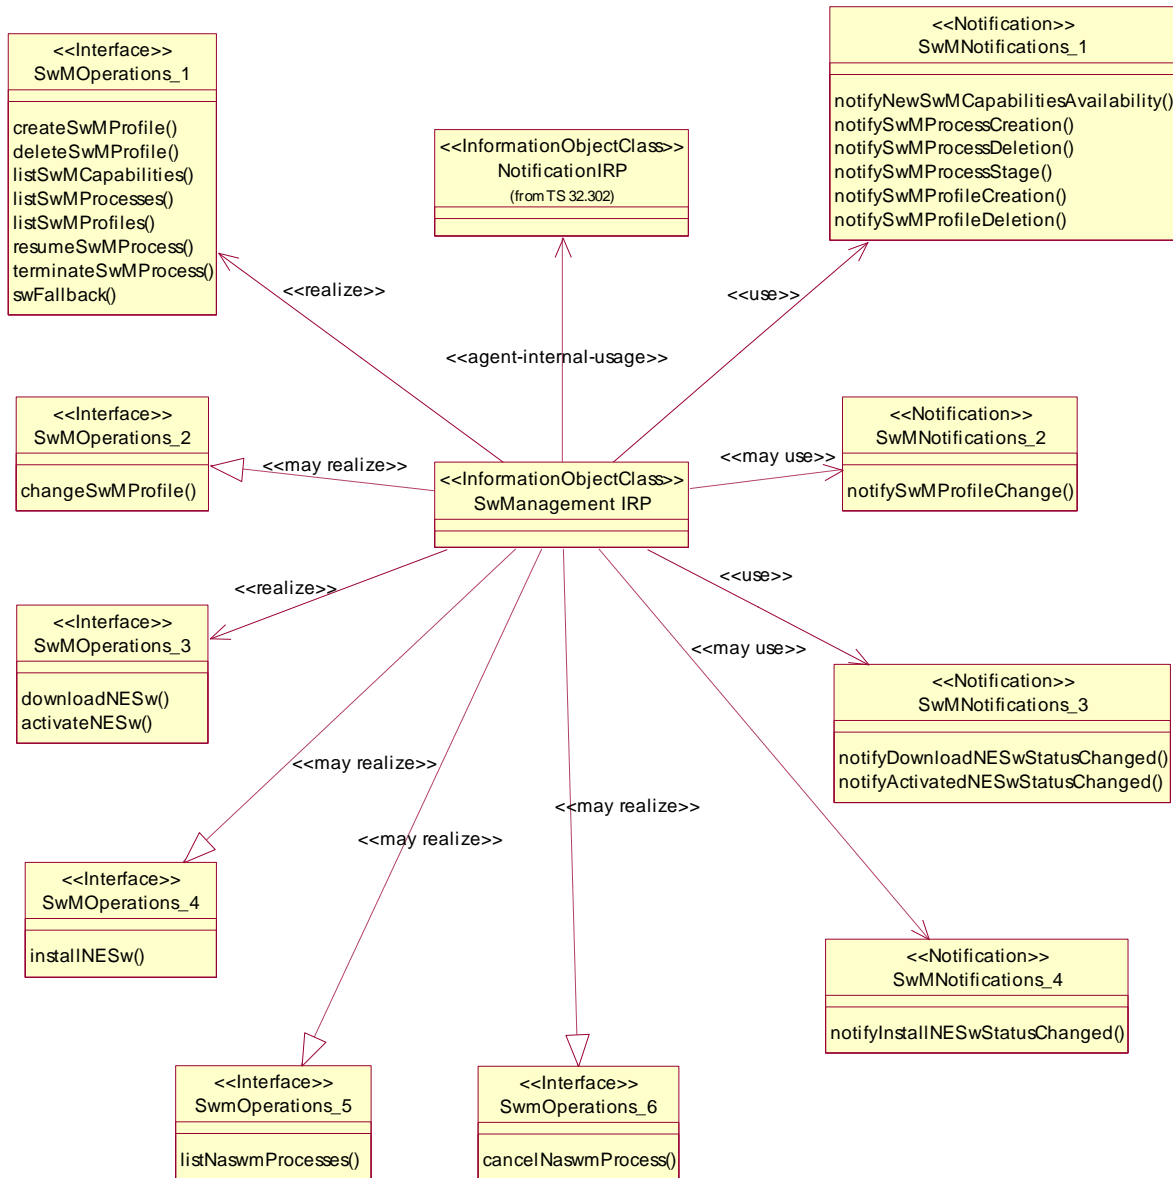 <<Interface>>
SwMOperations_1
createSwMProfile()
deleteSwMProfile()
listSwMCapabilities()
listSwMProcesses()
listSwMProfiles()
resumeSwMProcess()
terminateSwMProcess()
swFallback()
<<InformationObjectClass>>
NotificationIRP
(from TS 32.302)
<<Notification>>
SwMNotifications_1
notifyNewSwMCapabilitiesAvailability()
notifySwMProcessCreation()
notifySwMProcessDeletion()
notifySwMProcessStage()
notifySwMProfileCreation()
notifySwMProfileDeletion()
<<realize>>
<<agent-internal-usage>>
<<use>>
<<Interface>>
SwMOperations_2
changeSwMProfile()
<<may realize>>
<<InformationObjectClass>>
SwManagement IRP
<<may use>>
<<Notification>>
SwMNotifications_2
notifySwMProfileChange()
<<realize>>
<<Interface>>
SwMOperations_3
downloadNESw()
activateNESw()
<<use>>
<<may use>>
<<Notification>>
SwMNotifications_3
notifyDownloadNESwStatusChanged()
notifyActivatedNESwStatusChanged()
<<may realize>>
<<may realize>>
<<may realize>>
<<Interface>>
SwMOperations_4
installNESw()
<<Notification>>
SwMNotifications_4
notifyInstallNESwStatusChanged()
<<Interface>>
SwmOperations_5
listNaswmProcesses()
<<Interface>>
SwmOperations_6
cancelNaswmProcess()